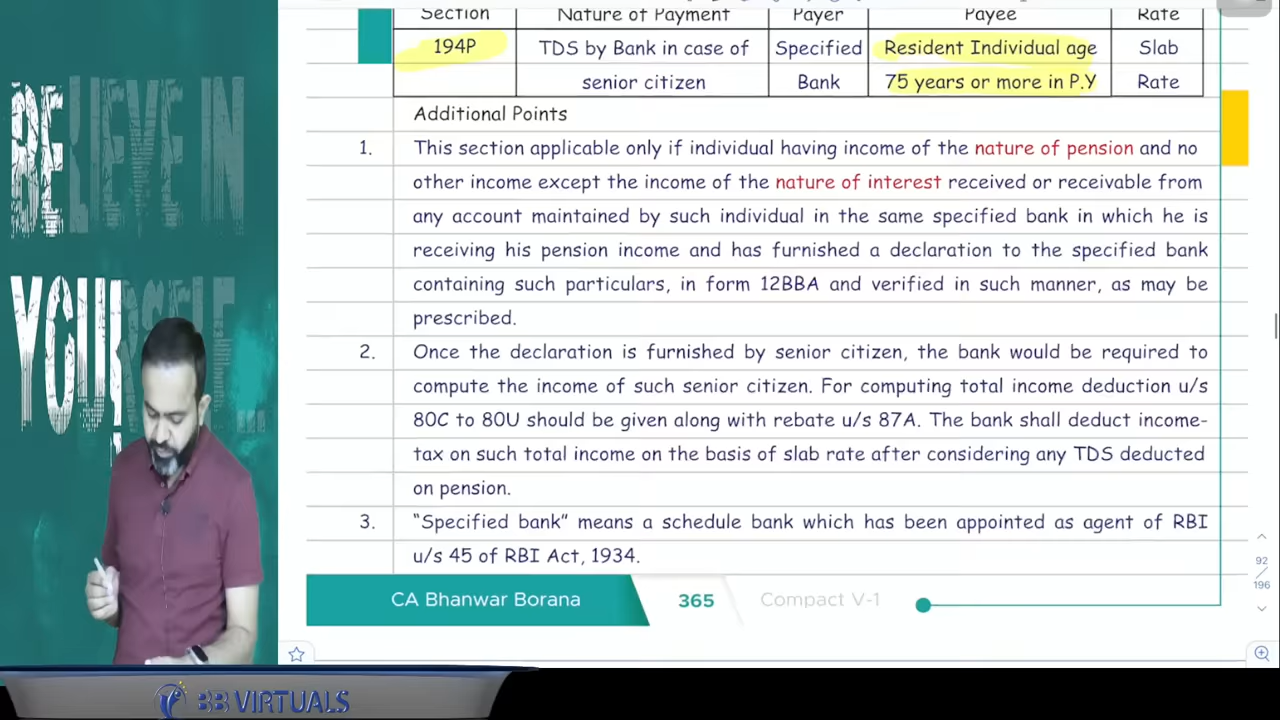 BELIEVE IN
YOURSELF...
Section Nature of Payment Payer Payee Rate
194P TDS by Bank in case of Specified Resident Individual age Slab
senior citizen Bank 75 years or more in P.Y Rate
Additional Points
1. This section applicable only if individual having income of the nature of pension and no
other income except the income of the nature of interest received or receivable from
any account maintained by such individual in the same specified bank in which he is
receiving his pension income and has furnished a declaration to the specified bank
containing such particulars, in form 12BBA and verified in such manner, as may be
prescribed.
2. Once the declaration is furnished by senior citizen, the bank would be required to
compute the income of such senior citizen. For computing total income deduction u/s
80C to 80U should be given along with rebate u/s 87A. The bank shall deduct income-
tax on such total income on the basis of slab rate after considering any TDS deducted
on pension.
3. “Specified bank” means a schedule bank which has been appointed as agent of RBI
u/s 45 of RBI Act, 1934.
92
/
196
CA Bhanwar Borana 365 Compact V-1
BB VIRTUALS